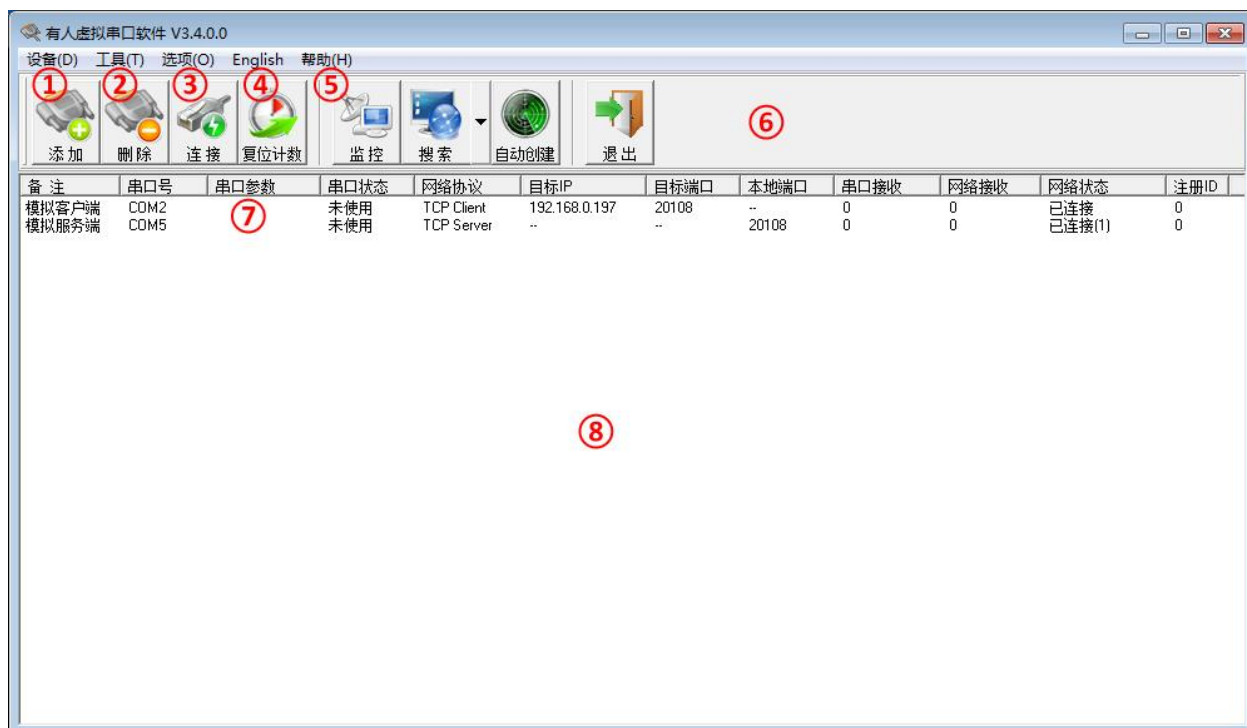 有人虚拟串口软件 V3.4.0.0
设备(D) 工具(T) 选项(O) English 帮助(H)
① ② ③ ④ ⑤ ⑥
添加 删除 连接 复位计数 监控 搜索 自动创建 退出
备注 串口号 串口参数 串口状态 网络协议 目标IP 目标端口 本地端口 串口接收 网络接收 网络状态 注册ID
模拟客户端 COM2 未使用 TCP Client 192.168.0.197 20108 -- 0 0 已连接 0
⑦
模拟服务端 COM5 未使用 TCP Server -- -- 20108 0 0 已连接(1) 0
⑧